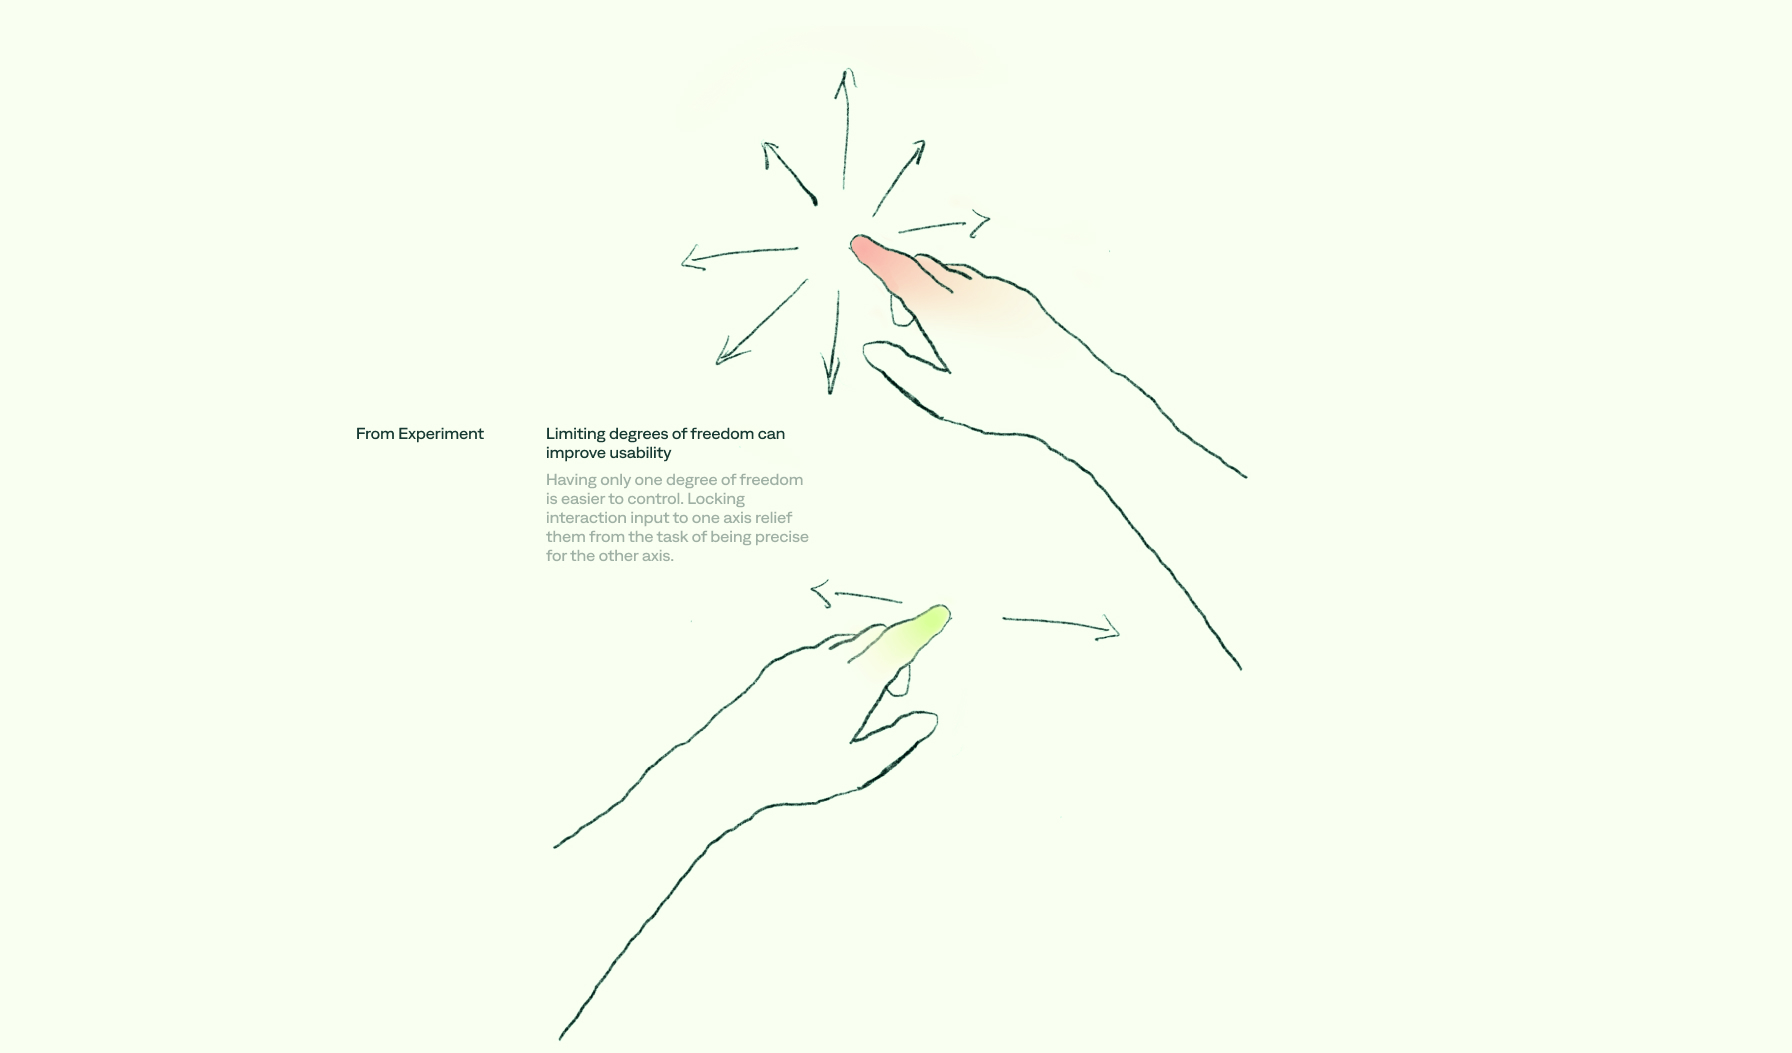 From Experiment
Limiting degrees of freedom can
improve usability
Having only one degree of freedom
is easier to control. Locking
interaction input to one axis relief
them from the task of being precise
for the other axis.